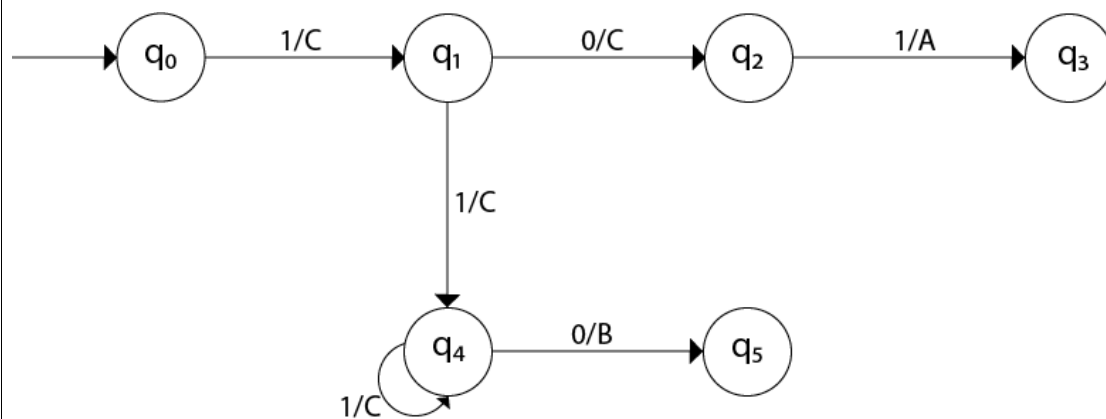 1/C 0/C 1/A
q₀ q₁ q₂ q₃
1/C
0/B
q₄ q₅
1/C